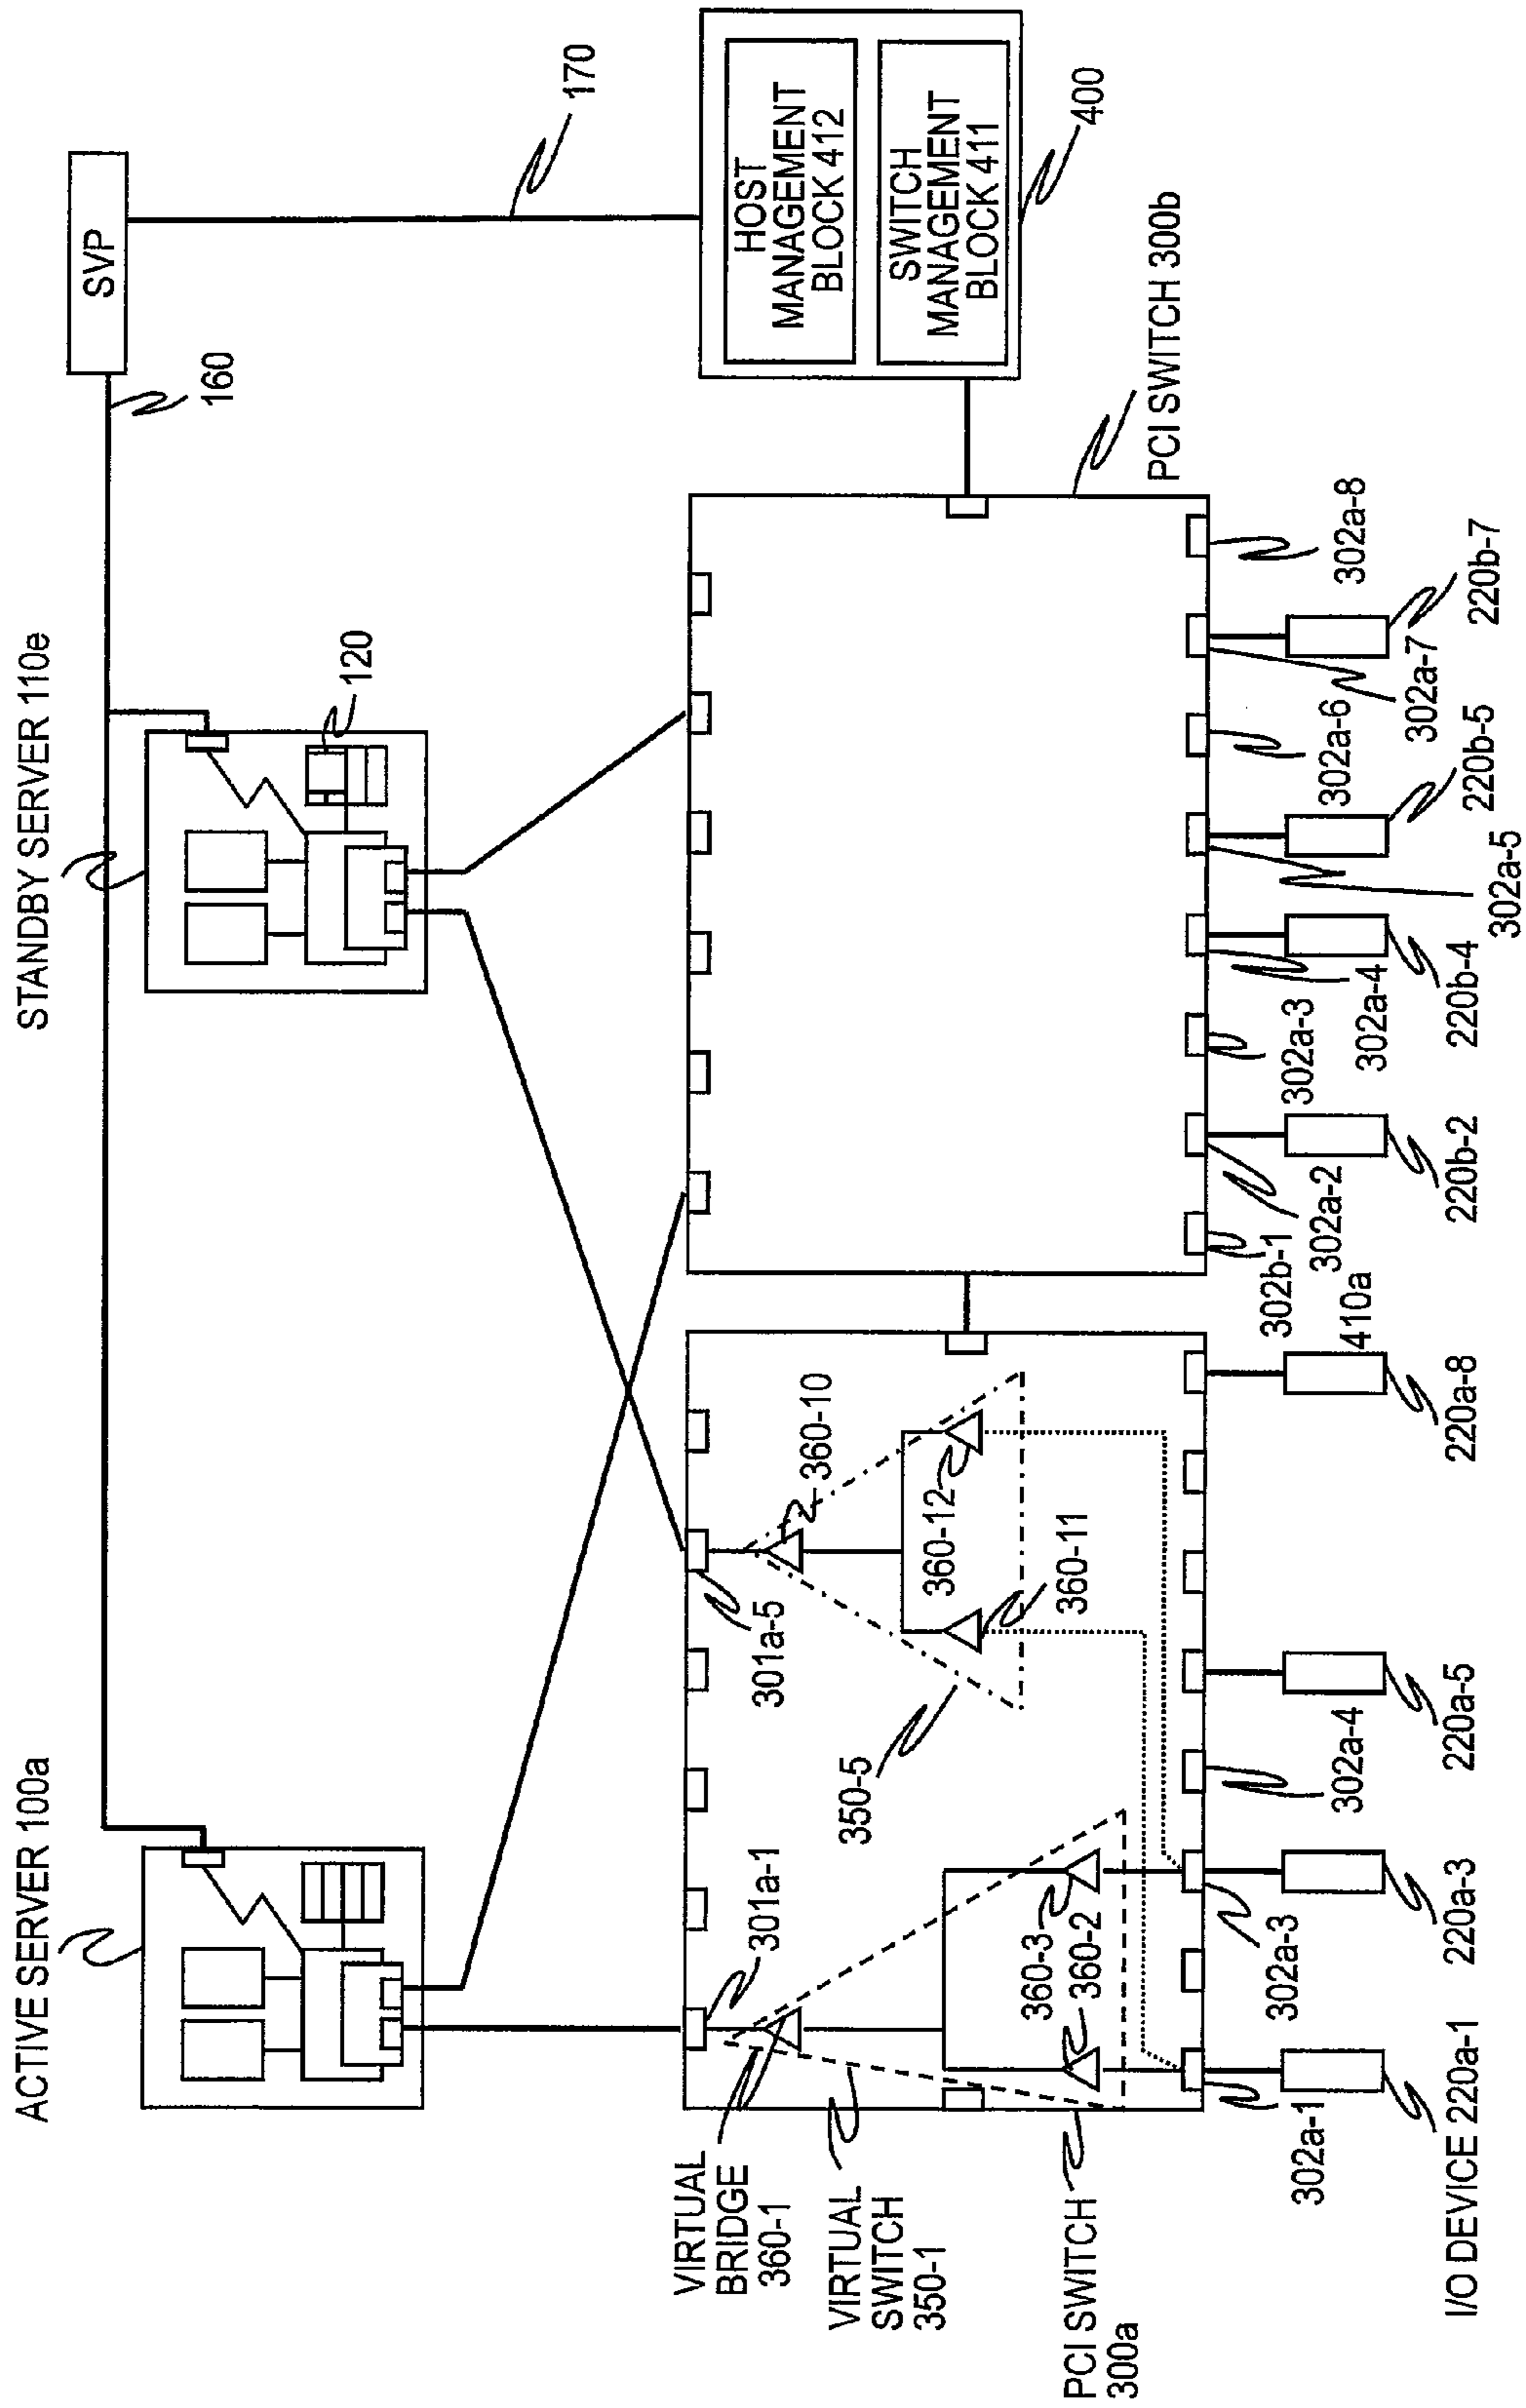 ACTIVE SERVER 100a
STANDBY SERVER 110e
SVP
160
170
120
HOST
MANAGEMENT
BLOCK 412
SWITCH
MANAGEMENT
BLOCK 411
400
VIRTUAL
BRIDGE
360-1
VIRTUAL
SWITCH
350-1
PCI SWITCH
300a
301a-1
301a-5
350-5
360-10
360-12
360-11
360-3
360-2
PCI SWITCH 300b
302a-1
302a-3
302a-4
302b-1
302a-2
302a-3
302a-4
302a-5
302a-6
302a-7
302a-8
410a
I/O DEVICE 220a-1
220a-3
220a-5
220a-8
220b-2
220b-4
220b-5
220b-7